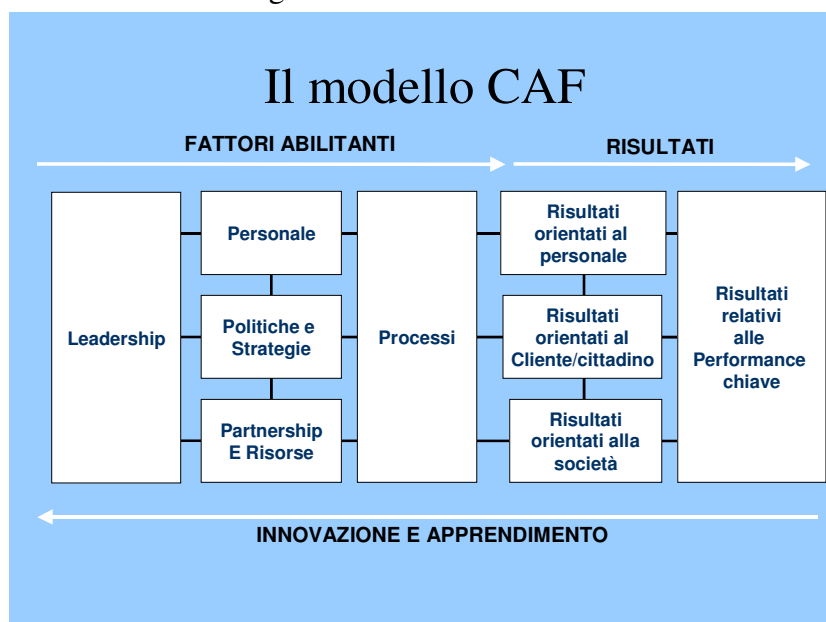 Il modello CAF
FATTORI ABILITANTI
RISULTATI
Leadership
Personale
Politiche e
Strategie
Partnership
E Risorse
Processi
Risultati
orientati al
personale
Risultati
orientati al
Cliente/cittadino
Risultati
orientati alla
società
Risultati
relativi
alle
Performance
chiave
INNOVAZIONE E APPRENDIMENTO